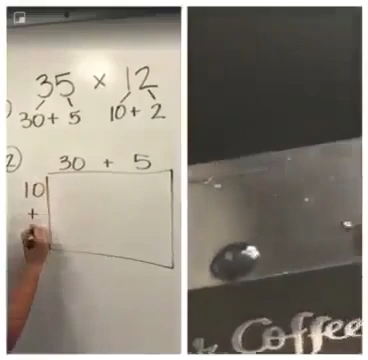 35 × 12
30 + 5 10 + 2
2 30 + 5
10
+
Coffee